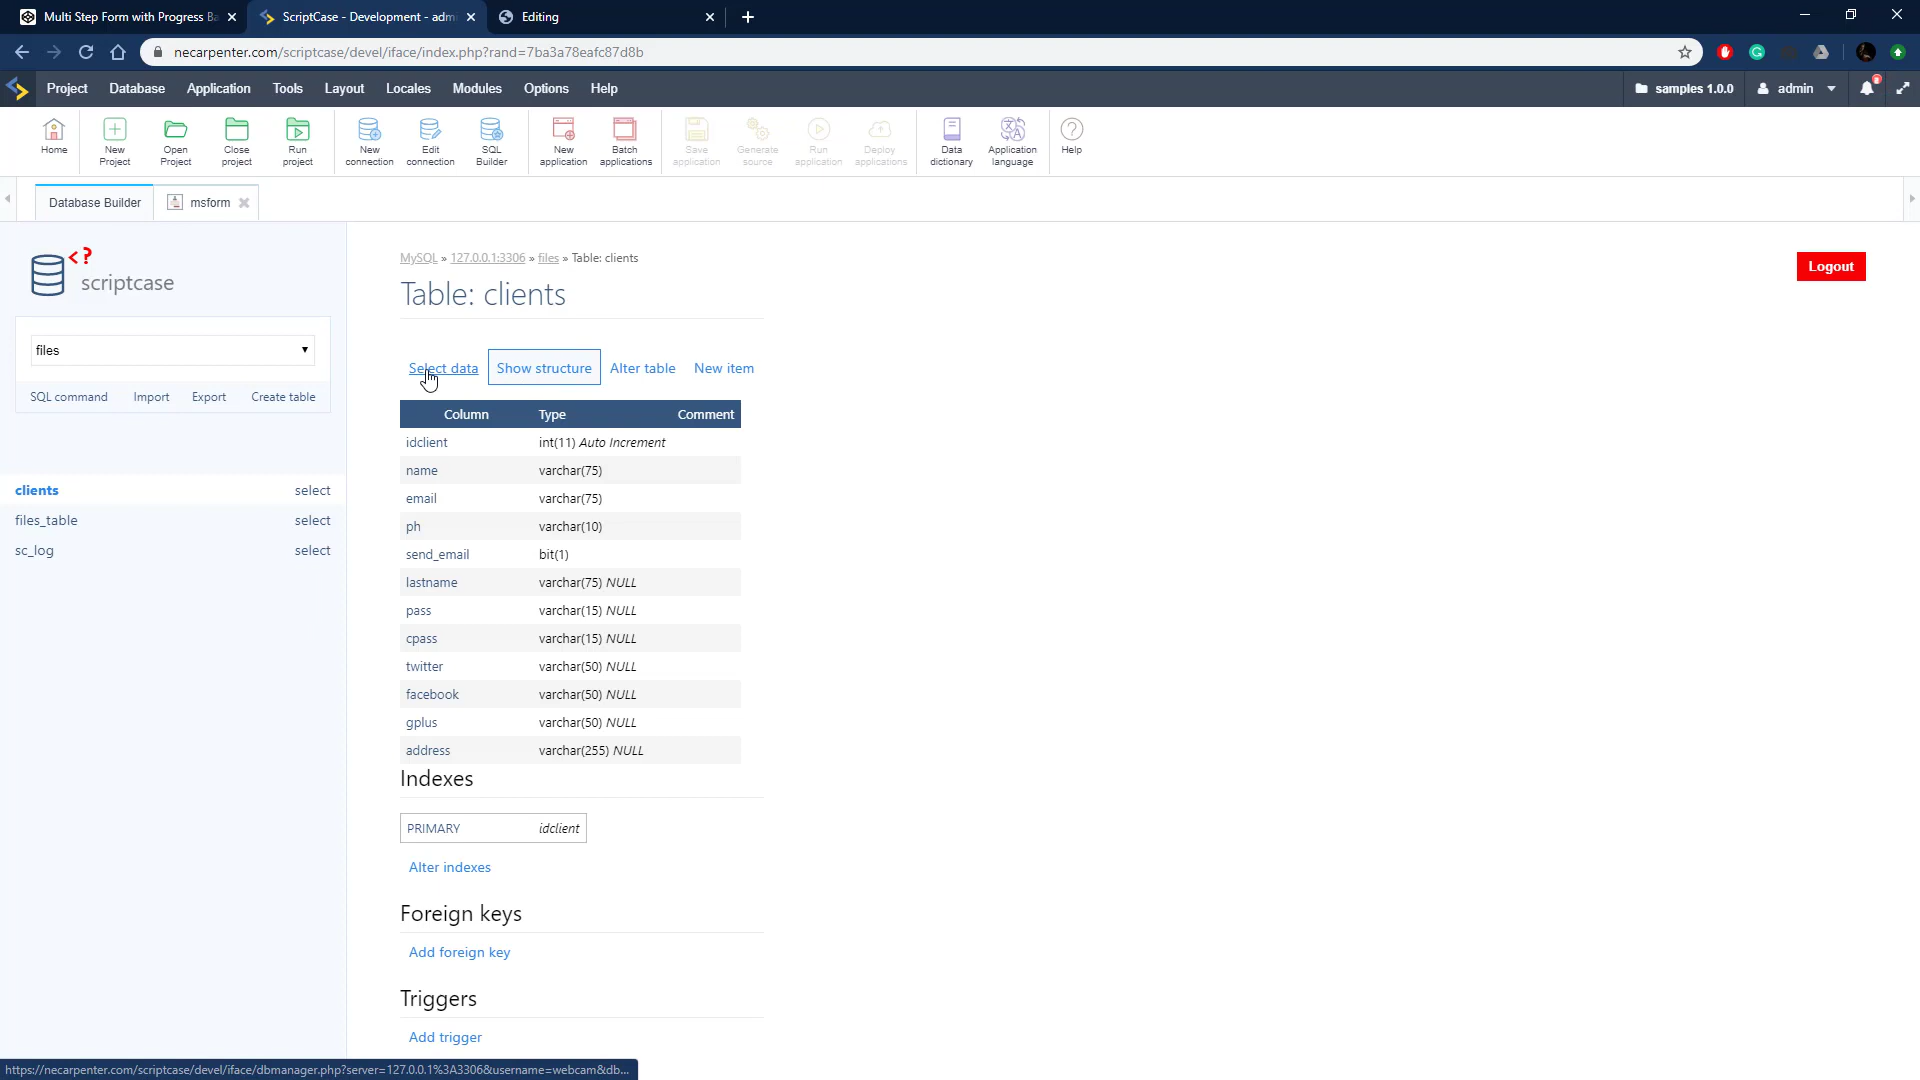 Multi Step Form with Progress Ba
ScriptCase - Development - adm
Editing
necarpenter.com/scriptcase/devel/iface/index.php?rand=7ba3a78eafc87d8b
Project Database Application Tools Layout Locales Modules Options Help samples 1.0.0 admin
Home
New Project
Open Project
Close project
Run project
New connection
Edit connection
SQL Builder
New application
Batch applications
Save application
Generate source
Run application
Deploy applications
Data dictionary
Application language
Help
Database Builder msform
<?
scriptcase
files
SQL command Import Export Create table
clients select
files_table select
sc_log select
MySQL » 127.0.0.1:3306 » files » Table: clients
Logout
Table: clients
Select data Show structure Alter table New item
Column Type Comment
idclient int(11) Auto Increment
name varchar(75)
email varchar(75)
ph varchar(10)
send_email bit(1)
lastname varchar(75) NULL
pass varchar(15) NULL
cpass varchar(15) NULL
twitter varchar(50) NULL
facebook varchar(50) NULL
gplus varchar(50) NULL
address varchar(255) NULL
Indexes
PRIMARY idclient
Alter indexes
Foreign keys
Add foreign key
Triggers
Add trigger
https://necarpenter.com/scriptcase/devel/iface/dbmanager.php?server=127.0.0.1%3A3306&username=webcam&db...